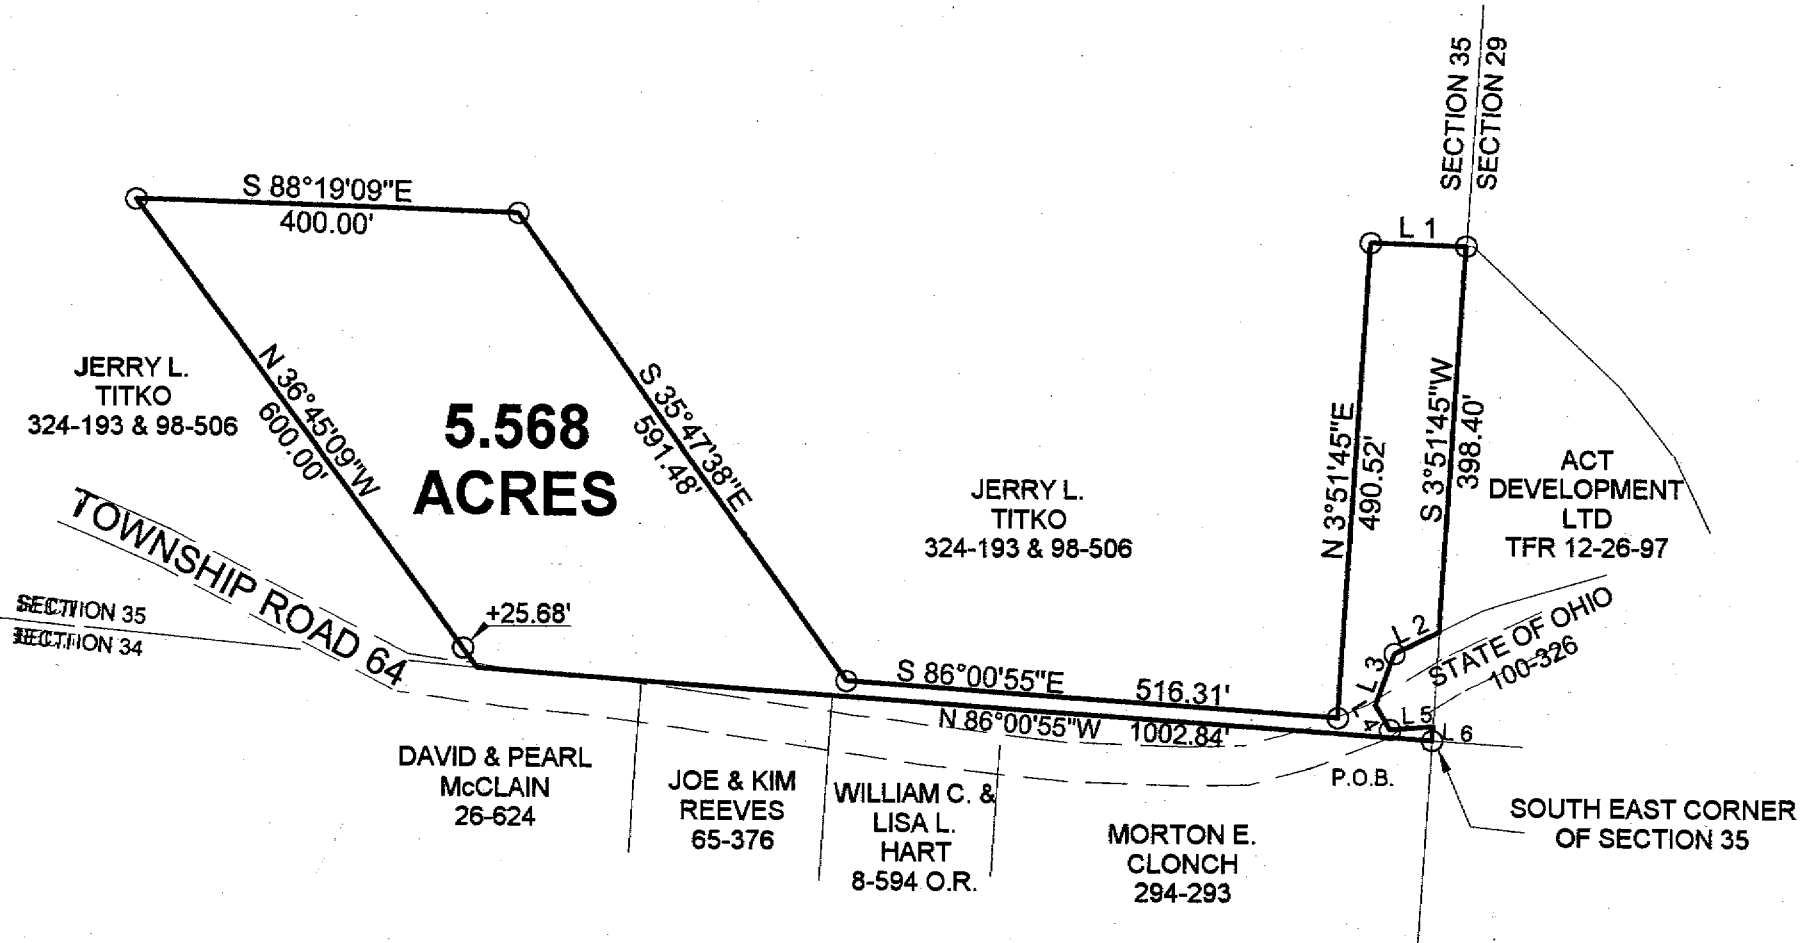 SECTION 35
SECTION 29
S 88°19'09"E
400.00'
L 1
JERRY L.
TITKO
324-193 & 98-506
N 36°45'09"W
600.00'
5.568
ACRES
S 35°47'38"E
591.48'
JERRY L.
TITKO
324-193 & 98-506
N 3°51'45"E
490.52'
S 3°51'45"W
398.40'
ACT
DEVELOPMENT
LTD
TFR 12-26-97
TOWNSHIP ROAD 64
SECTION 35
SECTION 34
+25.68'
L 2
L 3
STATE OF OHIO
100-326
S 86°00'55"E
516.31'
N 86°00'55"W
1002.84'
L 4
L 5
L 6
P.O.B.
DAVID & PEARL
McCLAIN
26-624
JOE & KIM
REEVES
65-376
WILLIAM C. &
LISA L.
HART
8-594 O.R.
MORTON E.
CLONCH
294-293
SOUTH EAST CORNER
OF SECTION 35